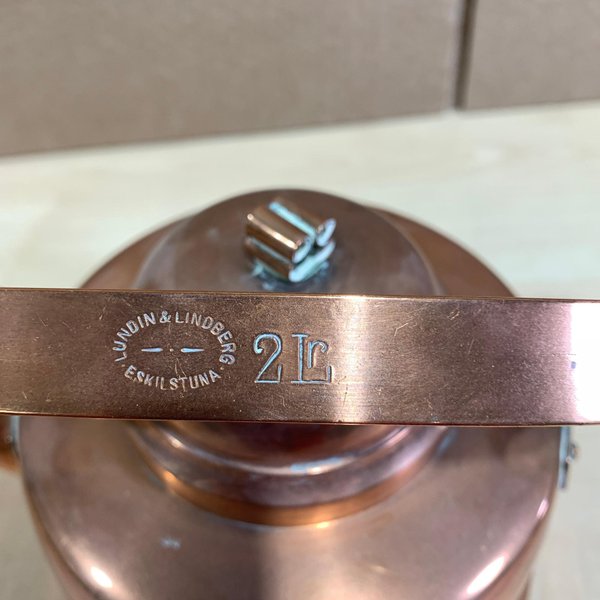 LUNDIN & LINDBERG
· ESKILSTUNA ·
2 Lr